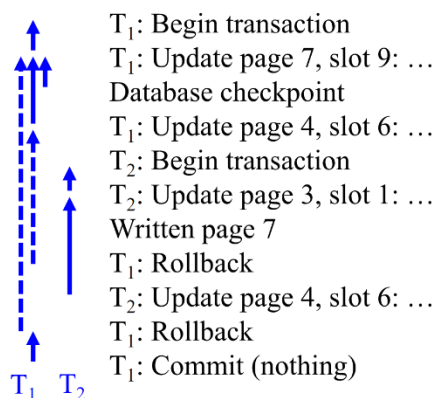 T₁: Begin transaction
T₁: Update page 7, slot 9: …
Database checkpoint
T₁: Update page 4, slot 6: …
T₂: Begin transaction
T₂: Update page 3, slot 1: …
Written page 7
T₁: Rollback
T₂: Update page 4, slot 6: …
T₁: Rollback
T₁: Commit (nothing)
T₁ T₂